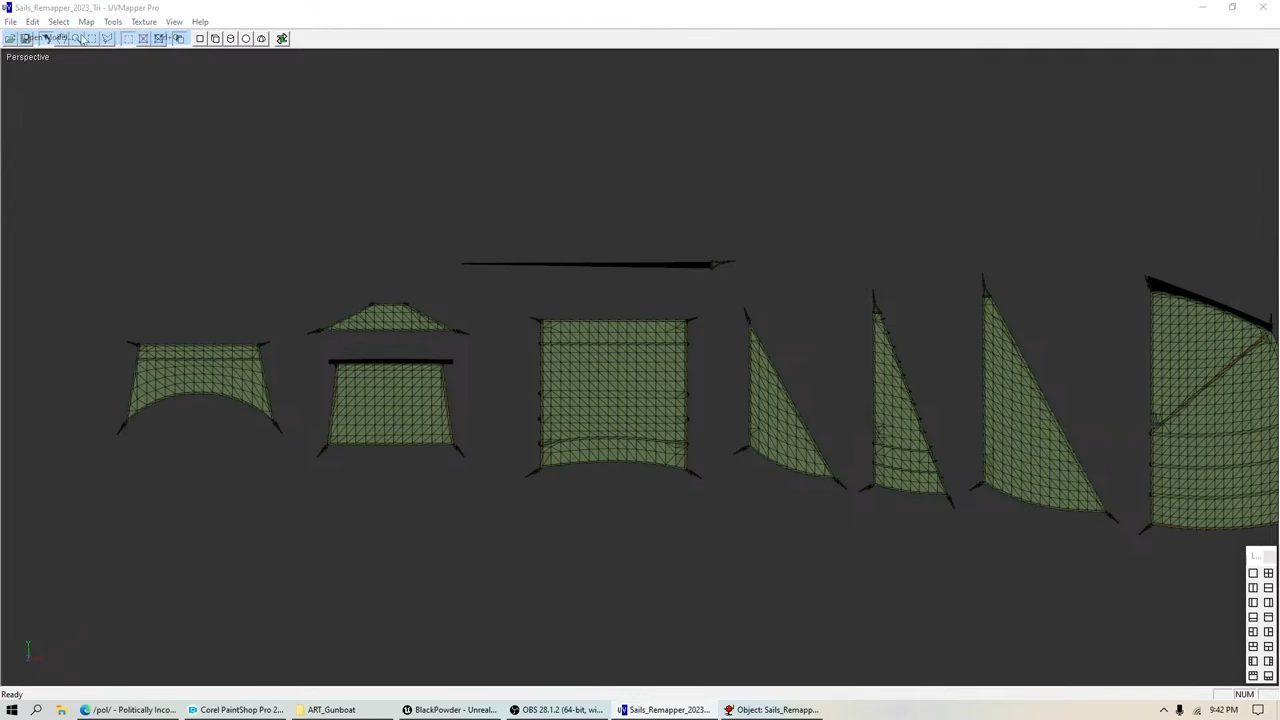 Sails_Remapper_2023_Tri - UVMapper Pro
File Edit Select Map Tools Texture View Help
Perspective
Y
L...
Ready
NUM
/pol/ - Politically Inco...
Corel PaintShop Pro 2...
ART_Gunboat
BlackPowder - Unreal...
OBS 28.1.2 (64-bit, wi...
Sails_Remapper_2023...
Object: Sails_Remapp...
9:42 PM